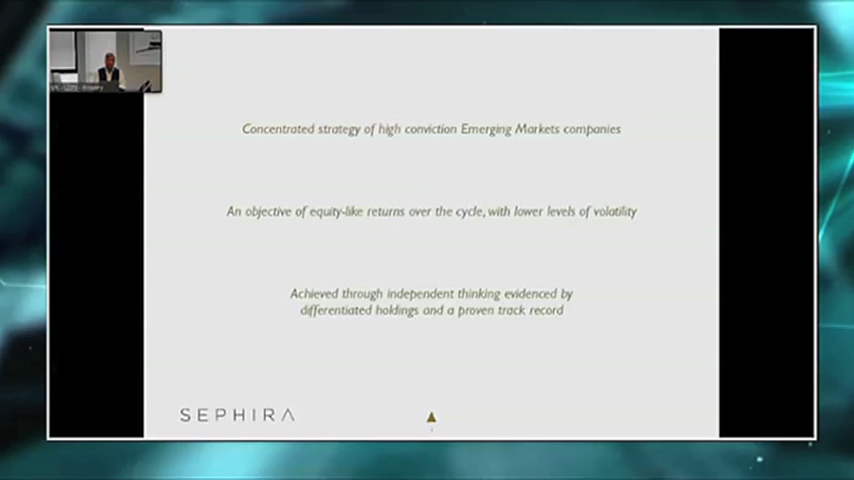 Concentrated strategy of high conviction Emerging Markets companies
An objective of equity-like returns over the cycle, with lower levels of volatility
Achieved through independent thinking evidenced by
differentiated holdings and a proven track record
SEPHIRA